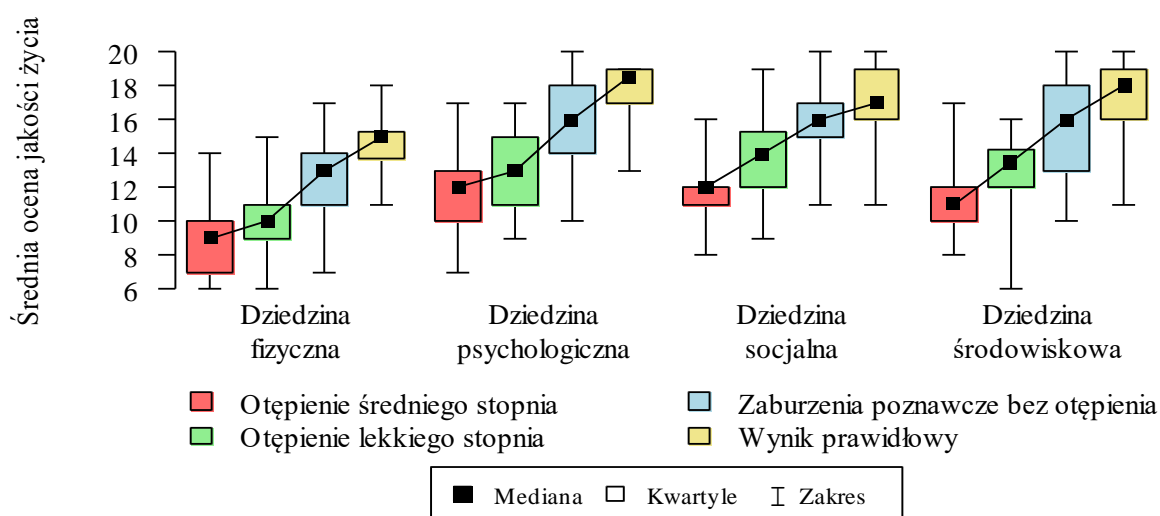 Średnia ocena jakości życia
20
18
16
14
12
10
8
6
Dziedzina
fizyczna
Dziedzina
psychologiczna
Dziedzina
socjalna
Dziedzina
środowiskowa
Otępienie średniego stopnia
Otępienie lekkiego stopnia
Zaburzenia poznawcze bez otępienia
Wynik prawidłowy
Mediana Kwartyle Zakres